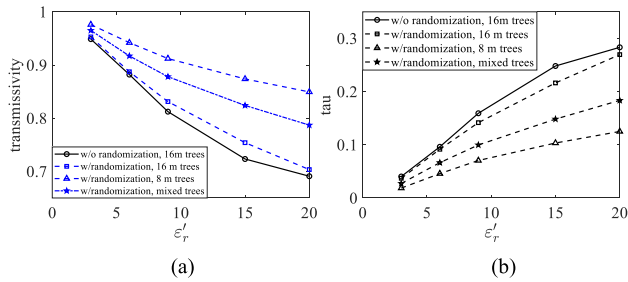 1
0.9
0.8
0.7
transmissivity
w/o randomization, 16m trees
w/randomization, 16 m trees
w/randomization, 8 m trees
w/randomization, mixed trees
0 5 10 15 20
ε′r
(a)
0.3
0.2
0.1
0
tau
w/o randomization, 16m trees
w/randomization, 16 m trees
w/randomization, 8 m trees
w/randomization, mixed trees
0 5 10 15 20
ε′r
(b)